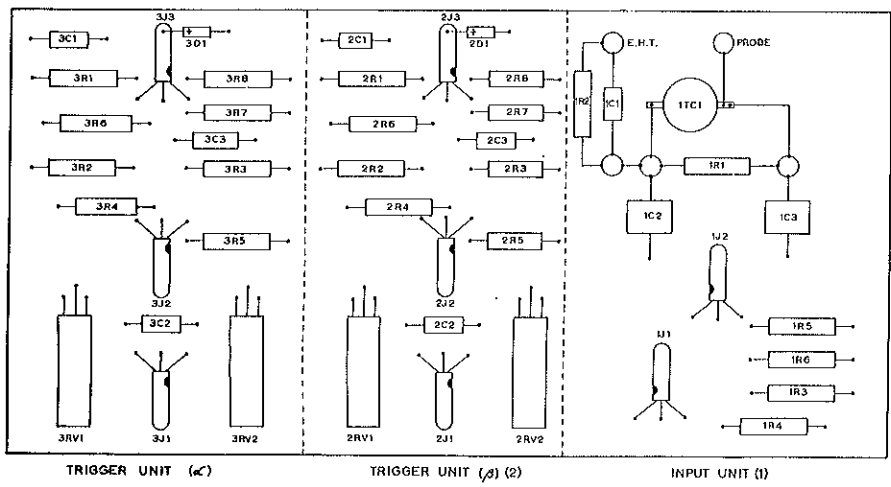 3J3
3C1
3D1
3R1
3R8
3R7
3R6
3C3
3R2
3R3
3R4
3R5
3J2
3C2
3RV1
3J1
3RV2
TRIGGER UNIT (α)
2J3
2C1
2D1
2R1
2R8
2R7
2R6
2C3
2R2
2R3
2R4
2R5
2J2
2C2
2RV1
2J1
2RV2
TRIGGER UNIT (β) (2)
E.H.T.
PROBE
1R2
1C1
1TC1
1R1
1C2
1C3
1J2
1J1
1R5
1R6
1R3
1R4
INPUT UNIT (1)